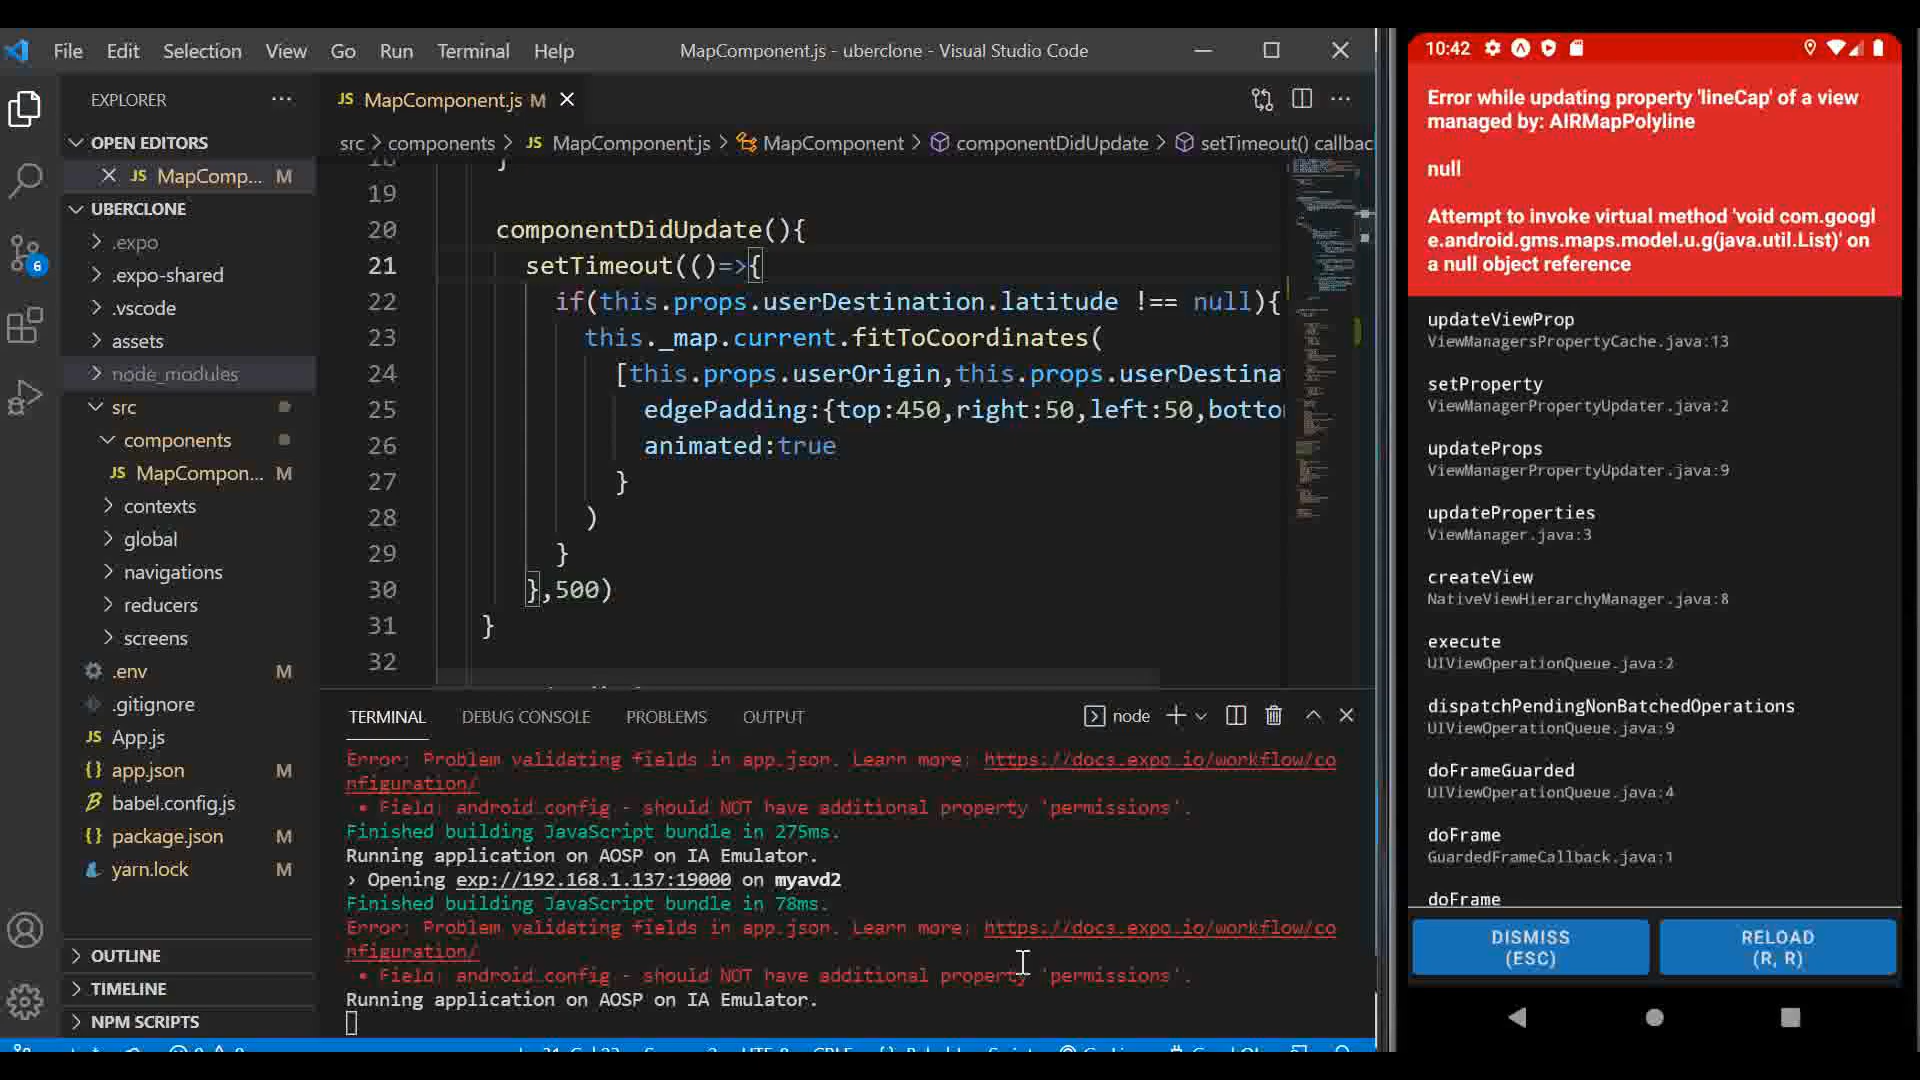 File Edit Selection View Go Run Terminal Help
MapComponent.js - uberclone - Visual Studio Code
EXPLORER
OPEN EDITORS
JS MapComp... M
UBERCLONE
.expo
.expo-shared
.vscode
assets
node_modules
src
components
JS MapCompon... M
contexts
global
navigations
reducers
screens
.env M
.gitignore
JS App.js
{} app.json M
babel.config.js
{} package.json M
yarn.lock M
OUTLINE
TIMELINE
NPM SCRIPTS
6
JS MapComponent.js M
src > components > JS MapComponent.js > MapComponent > componentDidUpdate > setTimeout() callbac
19
20 componentDidUpdate(){
21 setTimeout(()=>{
22 if(this.props.userDestination.latitude !== null){
23 this._map.current.fitToCoordinates(
24 [this.props.userOrigin,this.props.userDestina
25 edgePadding:{top:450,right:50,left:50,botto
26 animated:true
27 }
28 )
29 }
30 },500)
31 }
32
TERMINAL DEBUG CONSOLE PROBLEMS OUTPUT
node
Error: Problem validating fields in app.json. Learn more: https://docs.expo.io/workflow/co
nfiguration/
• Field: android.config - should NOT have additional property 'permissions'.
Finished building JavaScript bundle in 275ms.
Running application on AOSP on IA Emulator.
› Opening exp://192.168.1.137:19000 on myavd2
Finished building JavaScript bundle in 78ms.
Error: Problem validating fields in app.json. Learn more: https://docs.expo.io/workflow/co
nfiguration/
• Field: android.config - should NOT have additional property 'permissions'.
Running application on AOSP on IA Emulator.
10:42
Error while updating property 'lineCap' of a view
managed by: AIRMapPolyline
null
Attempt to invoke virtual method 'void com.googl
e.android.gms.maps.model.u.g(java.util.List)' on
a null object reference
updateViewProp
ViewManagersPropertyCache.java:13
setProperty
ViewManagerPropertyUpdater.java:2
updateProps
ViewManagerPropertyUpdater.java:9
updateProperties
ViewManager.java:3
createView
NativeViewHierarchyManager.java:8
execute
UIViewOperationQueue.java:2
dispatchPendingNonBatchedOperations
UIViewOperationQueue.java:9
doFrameGuarded
UIViewOperationQueue.java:4
doFrame
GuardedFrameCallback.java:1
doFrame
DISMISS
(ESC)
RELOAD
(R, R)